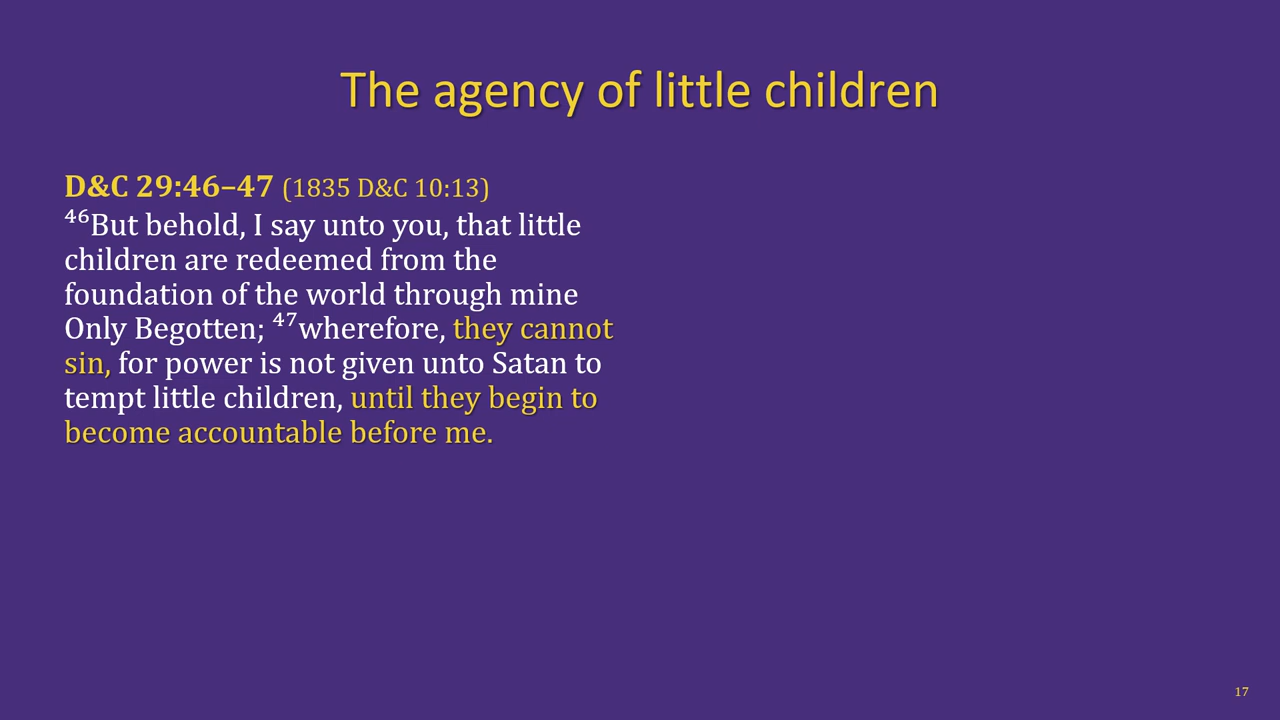 The agency of little children
D&C 29:46–47 (1835 D&C 10:13)
⁴⁶But behold, I say unto you, that little
children are redeemed from the
foundation of the world through mine
Only Begotten; ⁴⁷wherefore, they cannot
sin, for power is not given unto Satan to
tempt little children, until they begin to
become accountable before me.
17